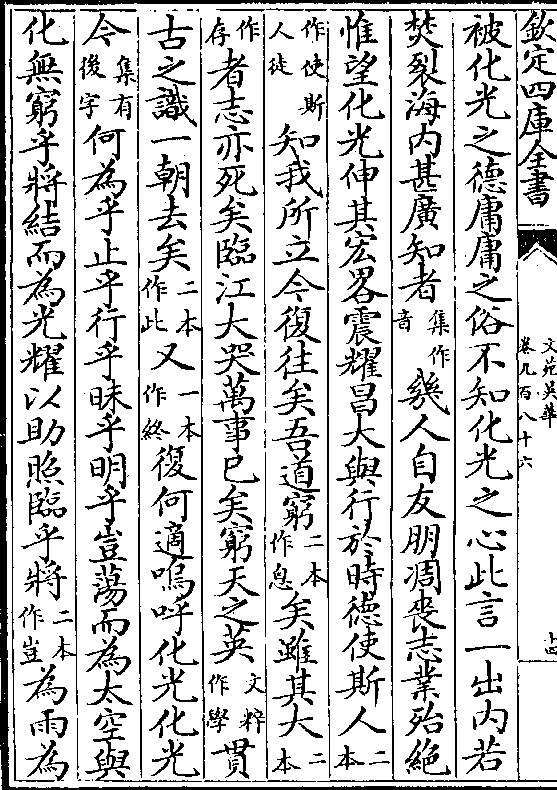 欽定四庫全書
文苑英華
卷九百八十六
十四
被化光之德庸庸之俗不知化光之心此言一出内若
焚裂海内甚廣知者集作音幾人自友朋凋喪志業殆絶
惟望化光伸其宏畧震耀昌大與行於時德使斯人二本
作使斯人徒知我所立今復往矣吾道窮二本作息矣雖其大二本
作存者志亦死矣臨江大哭萬事已矣窮天之英文粹作學貫
古之識一朝去矣二本作此又一本作終復何適嗚呼化光化光
今集有後字何為乎止乎行乎昧乎明乎豈蕩而為太空與
化無窮乎將結而為光耀以助照臨乎將二本作豈為雨為